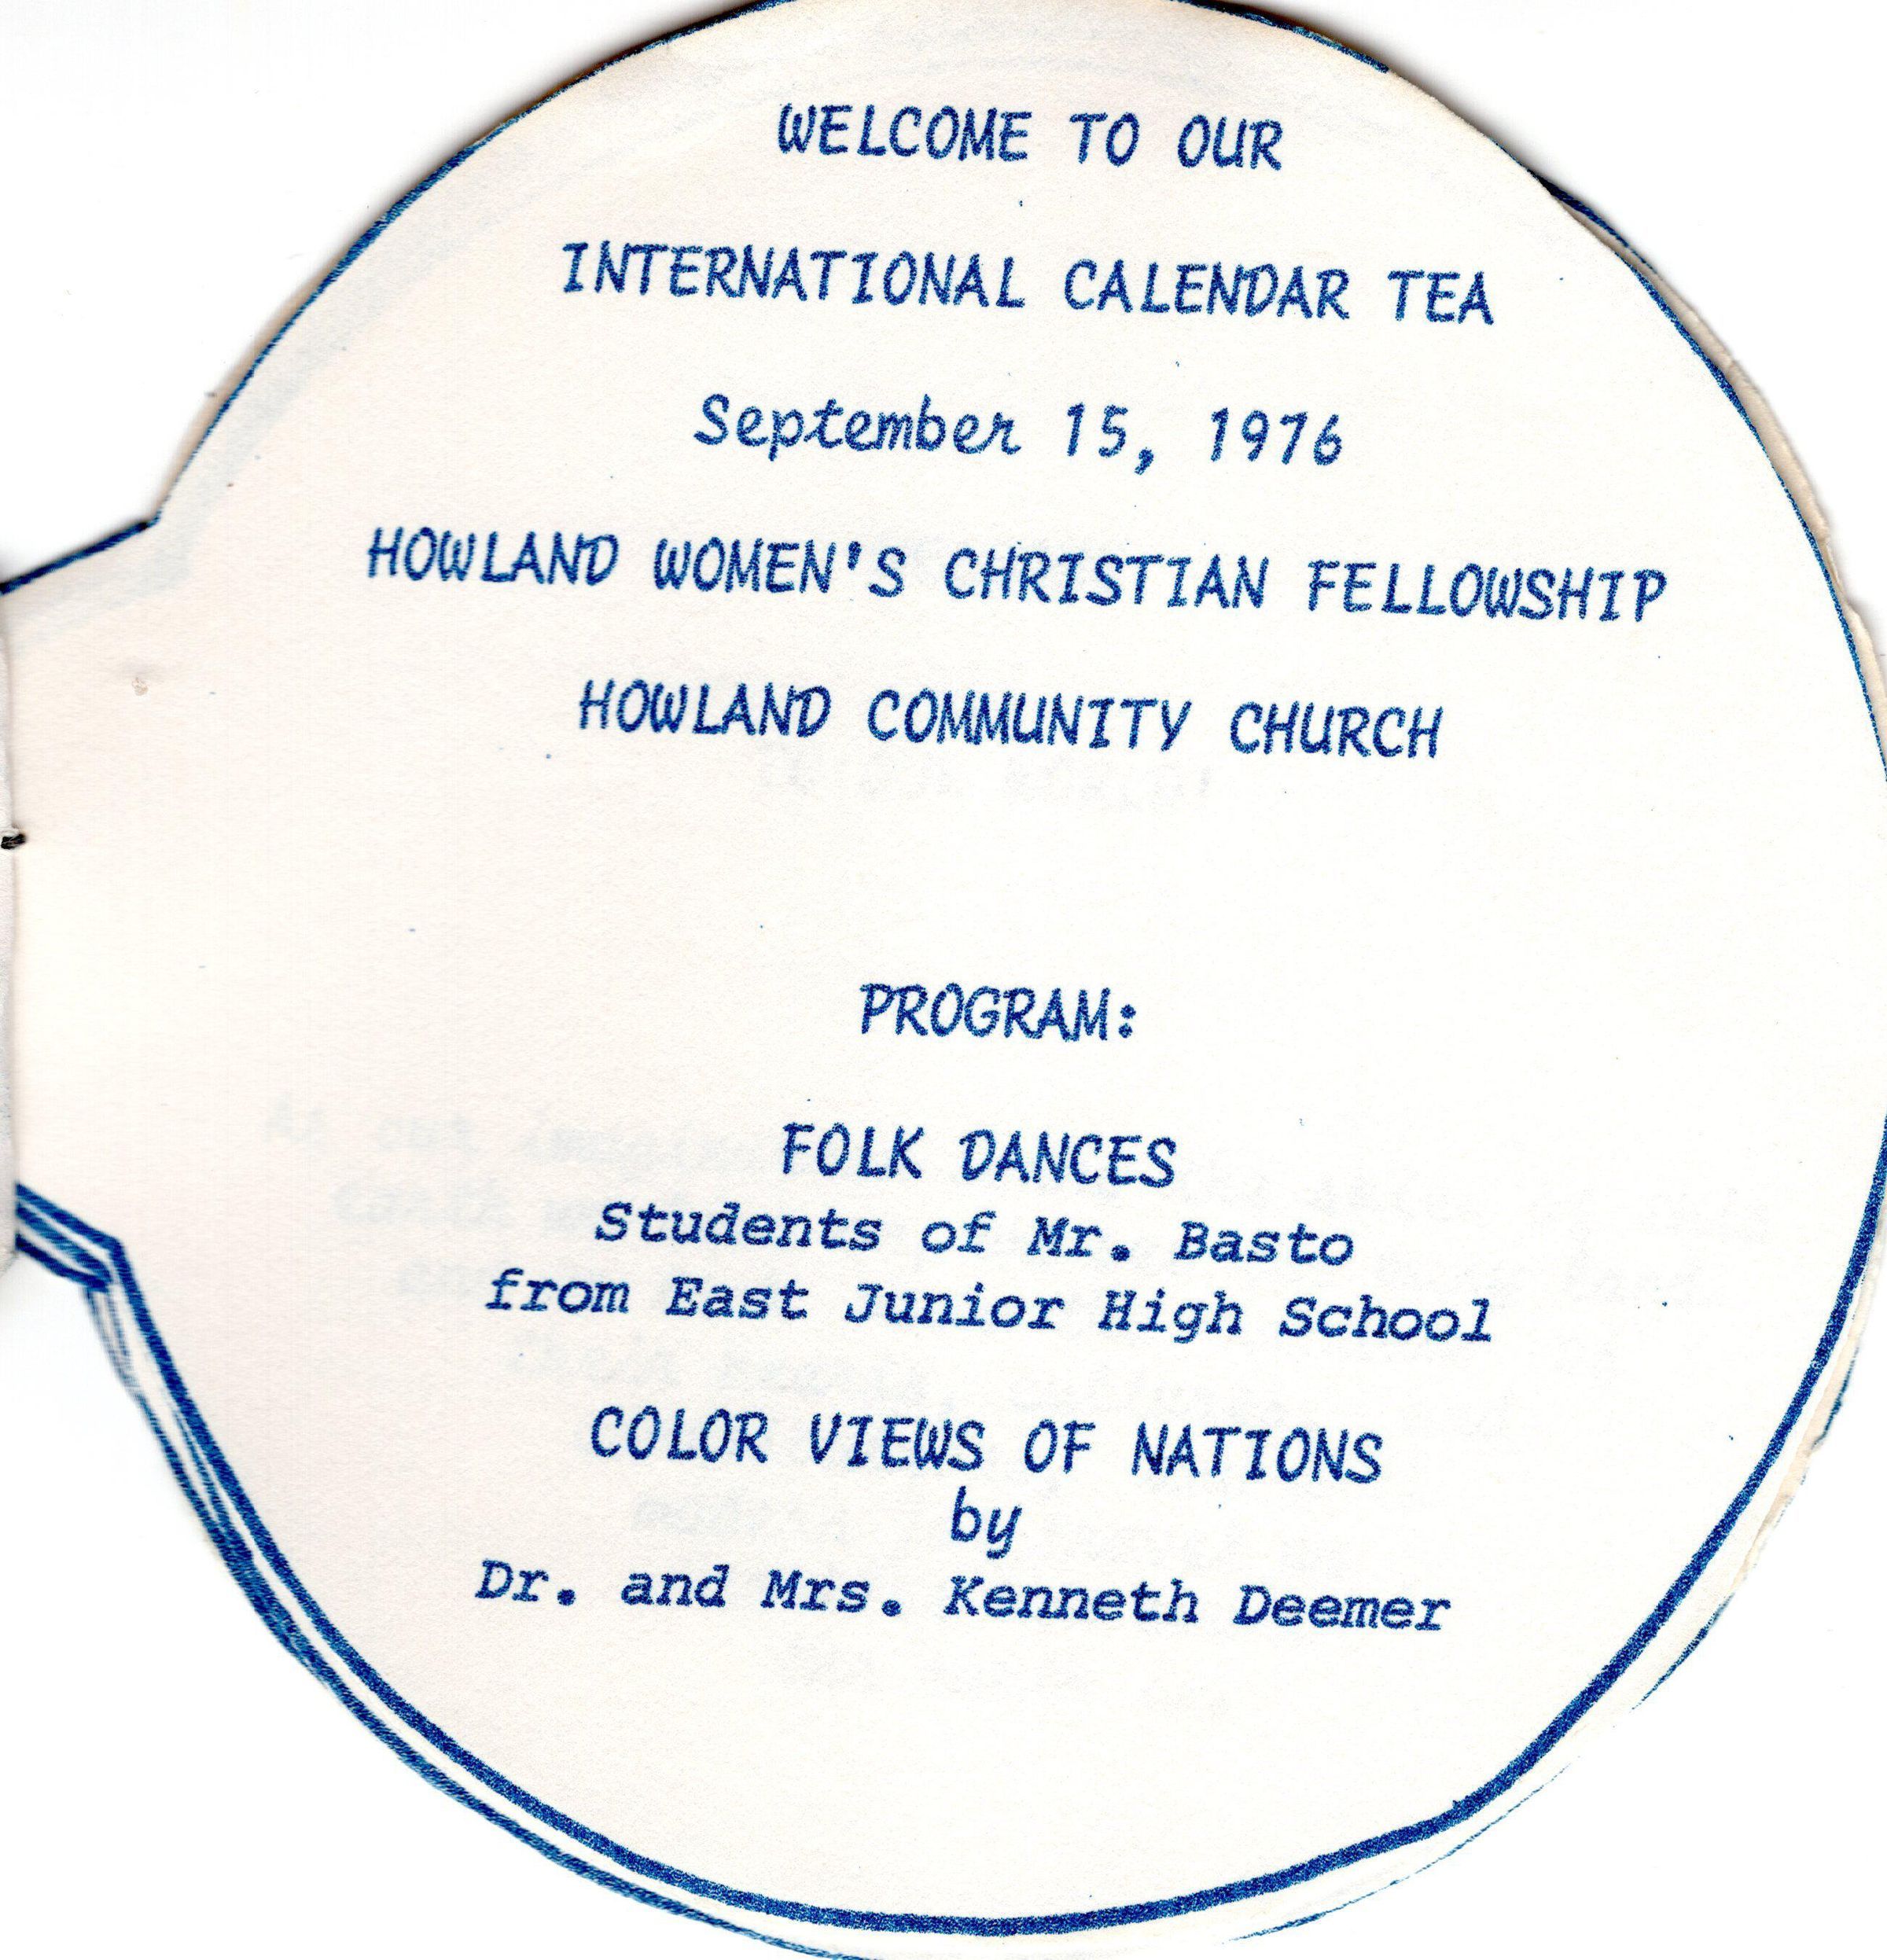 WELCOME TO OUR
INTERNATIONAL CALENDAR TEA
September 15, 1976
HOWLAND WOMEN'S CHRISTIAN FELLOWSHIP
HOWLAND COMMUNITY CHURCH
PROGRAM:
FOLK DANCES
Students of Mr. Basto
from East Junior High School
COLOR VIEWS OF NATIONS
by
Dr. and Mrs. Kenneth Deemer